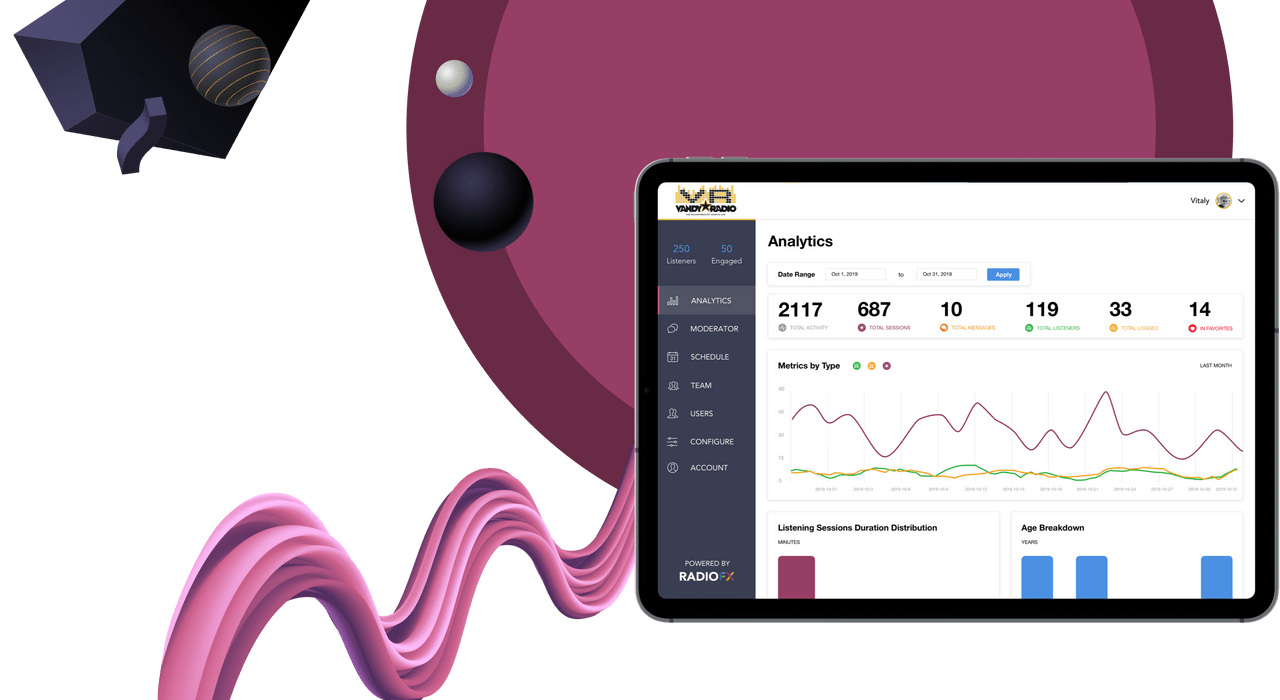 VR
VANDY RADIO
Vitaly
250
50
Listeners
Engaged
ANALYTICS
MODERATOR
SCHEDULE
31
TEAM
USERS
CONFIGURE
ACCOUNT
POWERED BY
RADIOFX
Analytics
Date Range Oct 1, 2019 to Oct 31, 2019 Apply
2117 687 10 119 33 14
TOTAL ACTIVITY TOTAL SESSIONS TOTAL MESSAGES TOTAL LISTENERS TOTAL LOGGED IN FAVORITES
Metrics by Type LAST MONTH
60
45
30
15
0
Listening Sessions Duration Distribution
MINUTES
Age Breakdown
YEARS